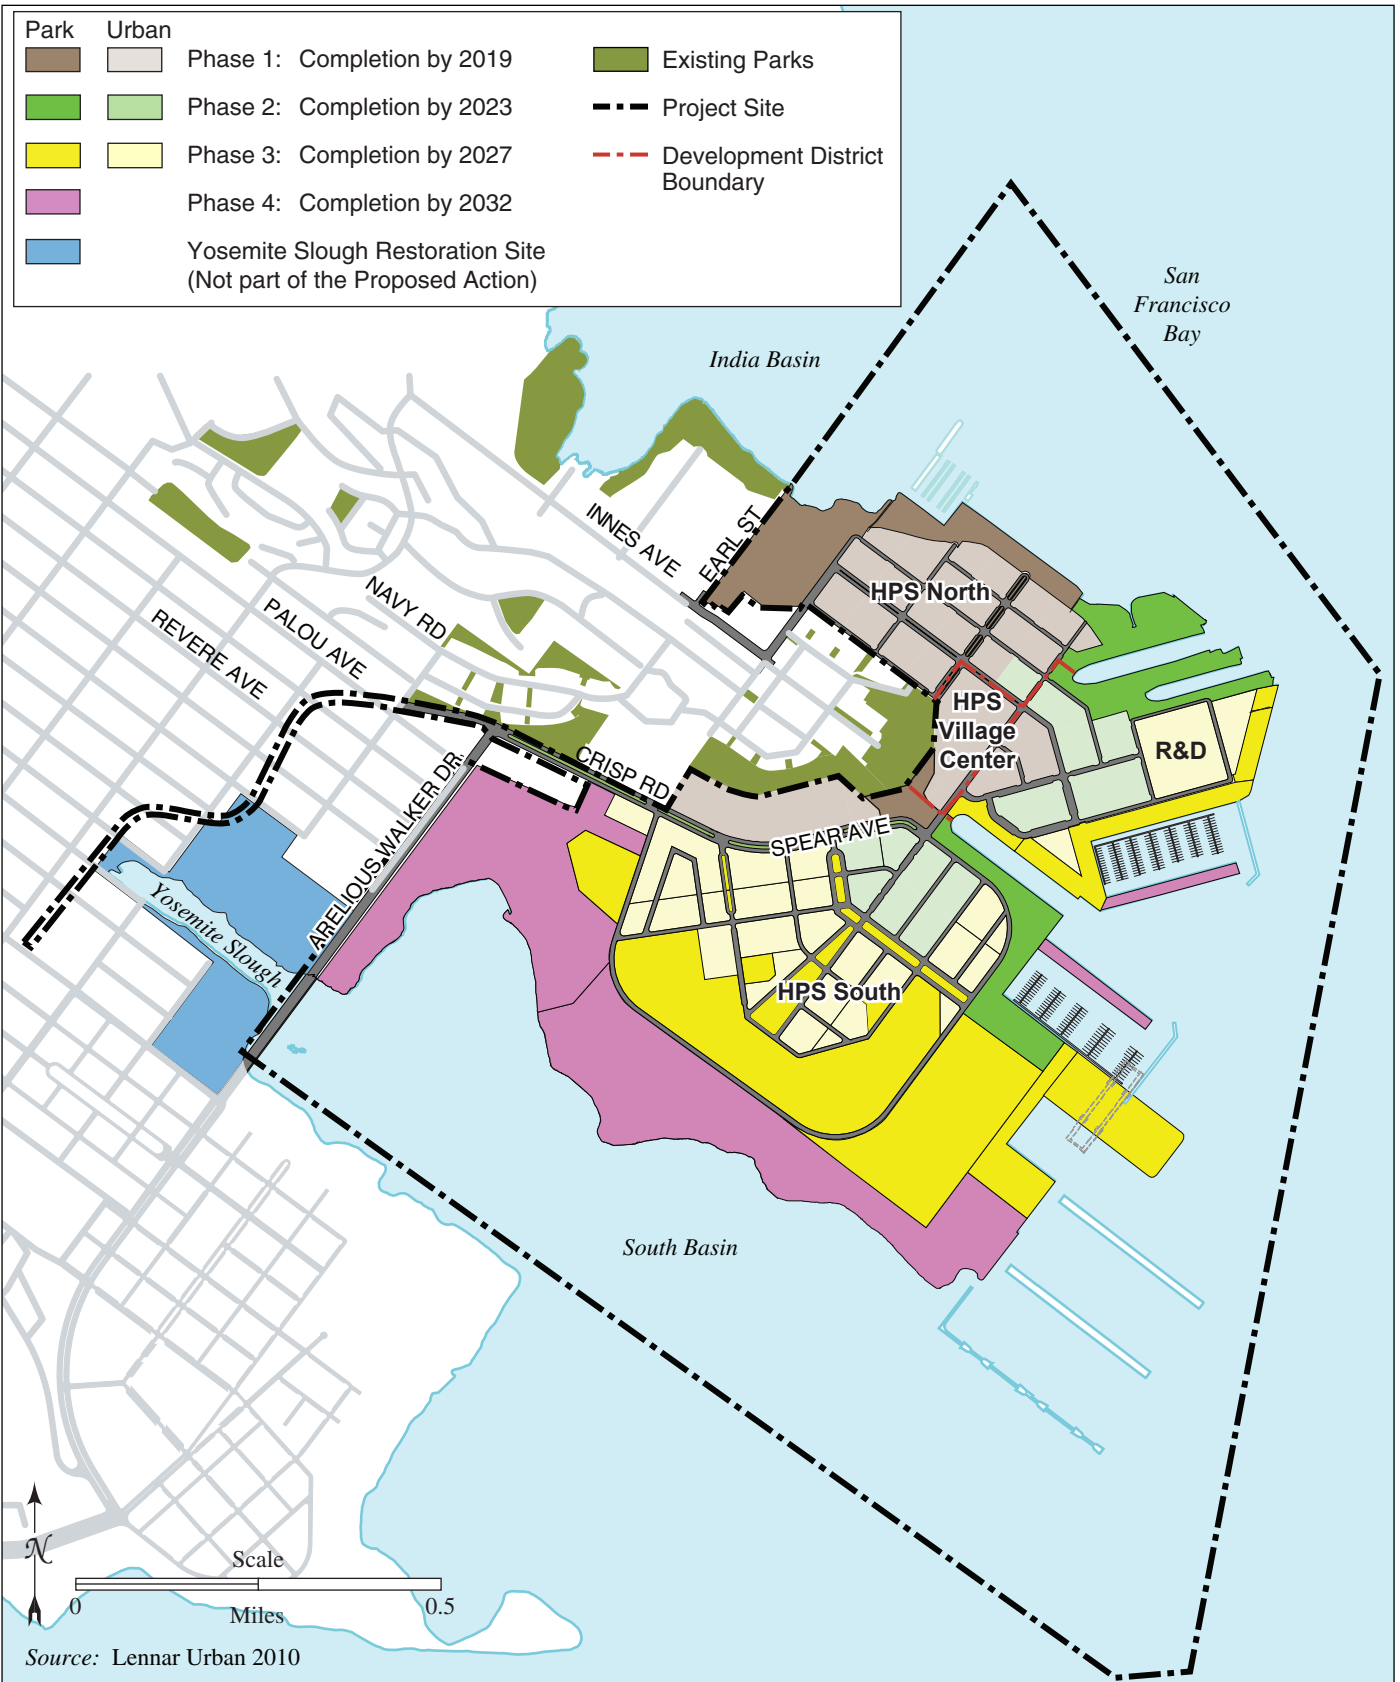 Park Urban
Phase 1: Completion by 2019
Phase 2: Completion by 2023
Phase 3: Completion by 2027
Phase 4: Completion by 2032
Yosemite Slough Restoration Site
(Not part of the Proposed Action)
Existing Parks
Project Site
Development District
Boundary
San
Francisco
Bay
India Basin
INNES AVE
EARL ST
HPS North
NAVY RD
PALOU AVE
REVERE AVE
HPS
Village
Center
R&D
CRISP RD
ARELIOUS WALKER DR.
SPEAR AVE
Yosemite Slough
HPS South
South Basin
N
Scale
0 0.5
Miles
Source: Lennar Urban 2010